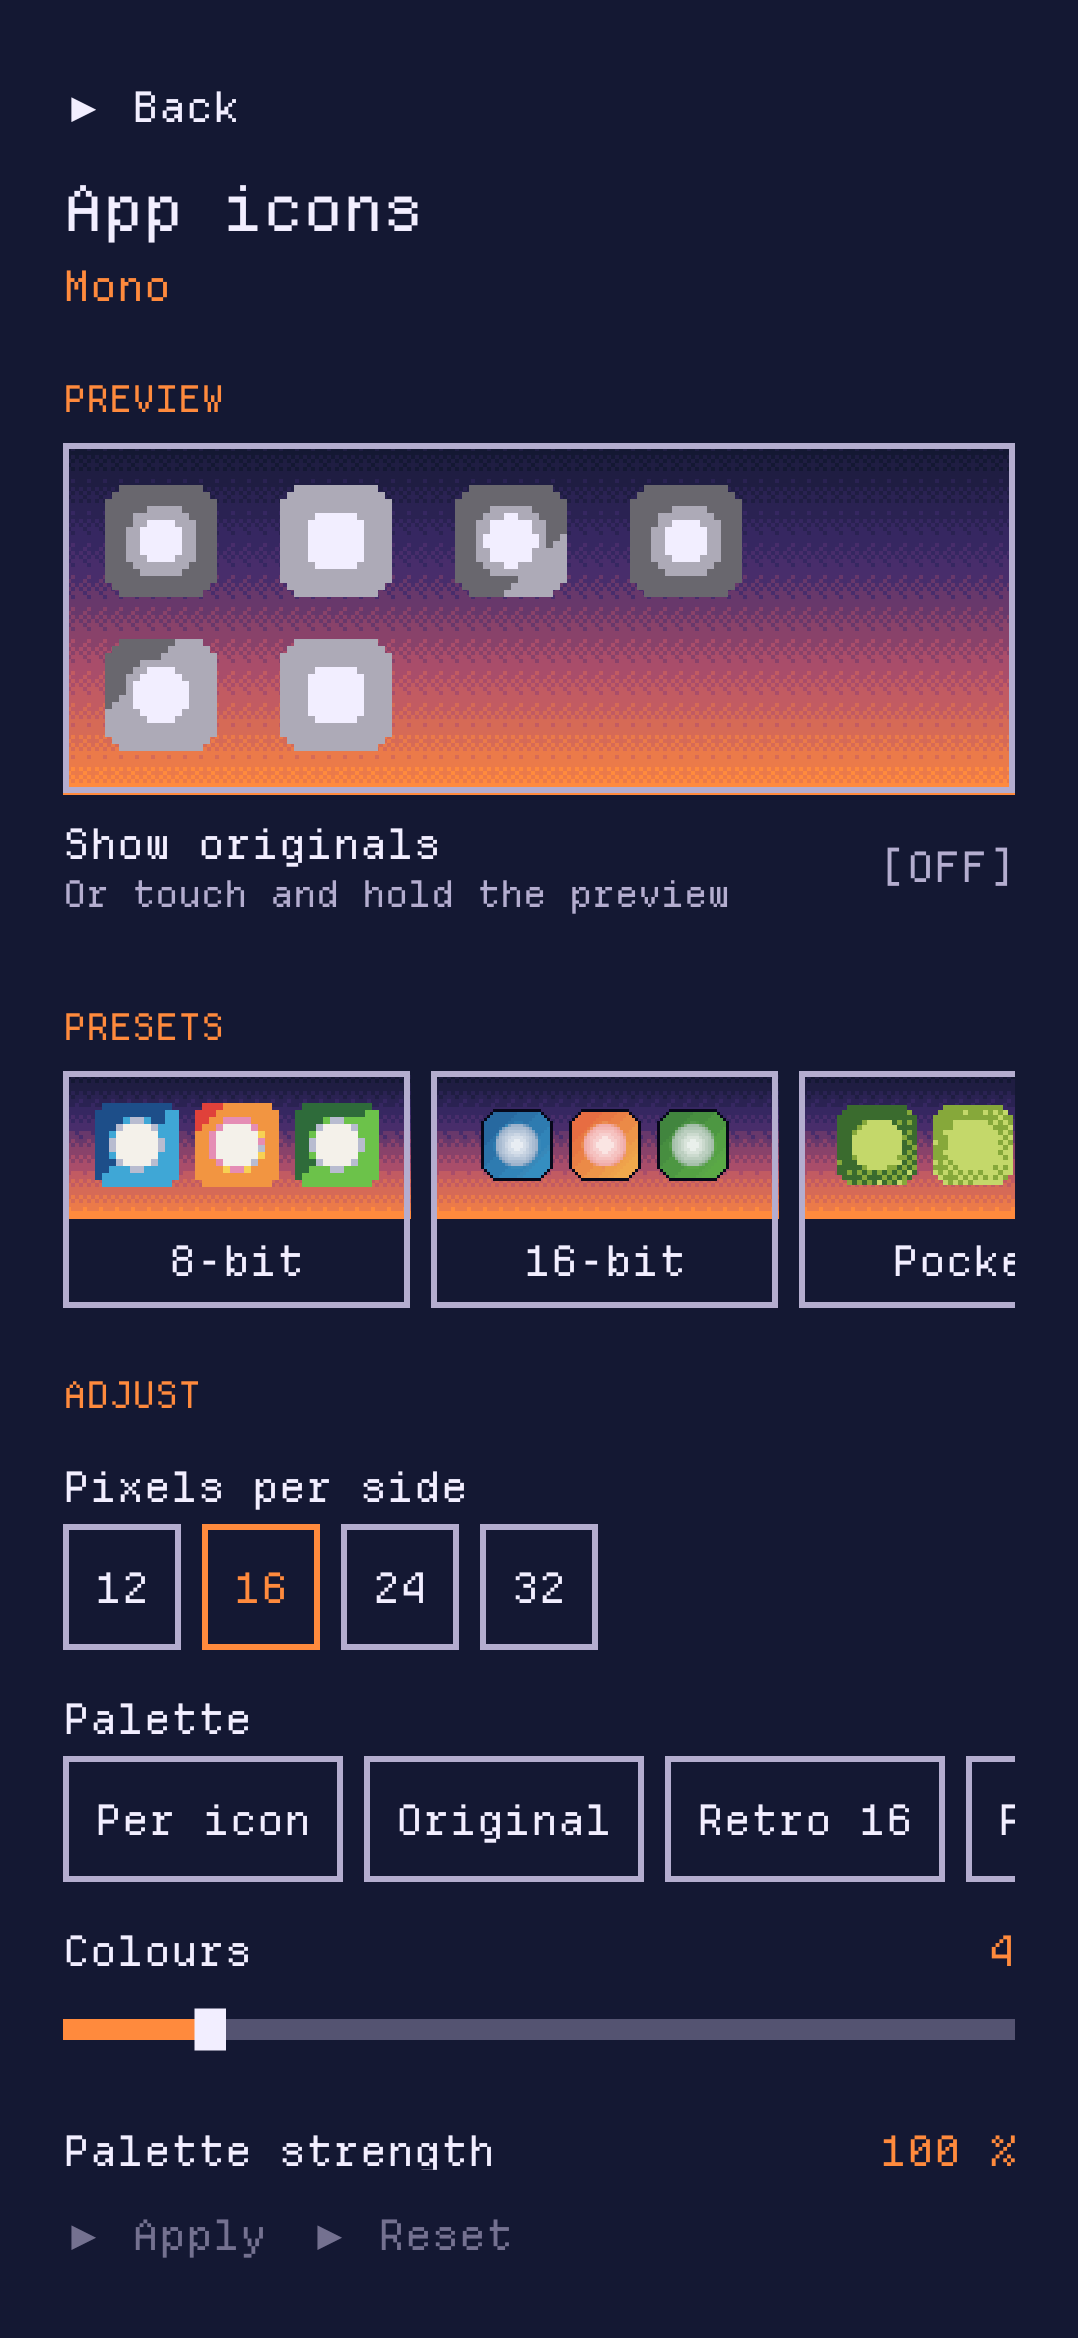 ► Back
App icons
Mono
PREVIEW
Show originals
[OFF]
Or touch and hold the preview
PRESETS
8-bit
16-bit
Pocke
ADJUST
Pixels per side
12 16 24 32
Palette
Per icon Original Retro 16
Colours 4
Palette strength 100 %
► Apply ► Reset